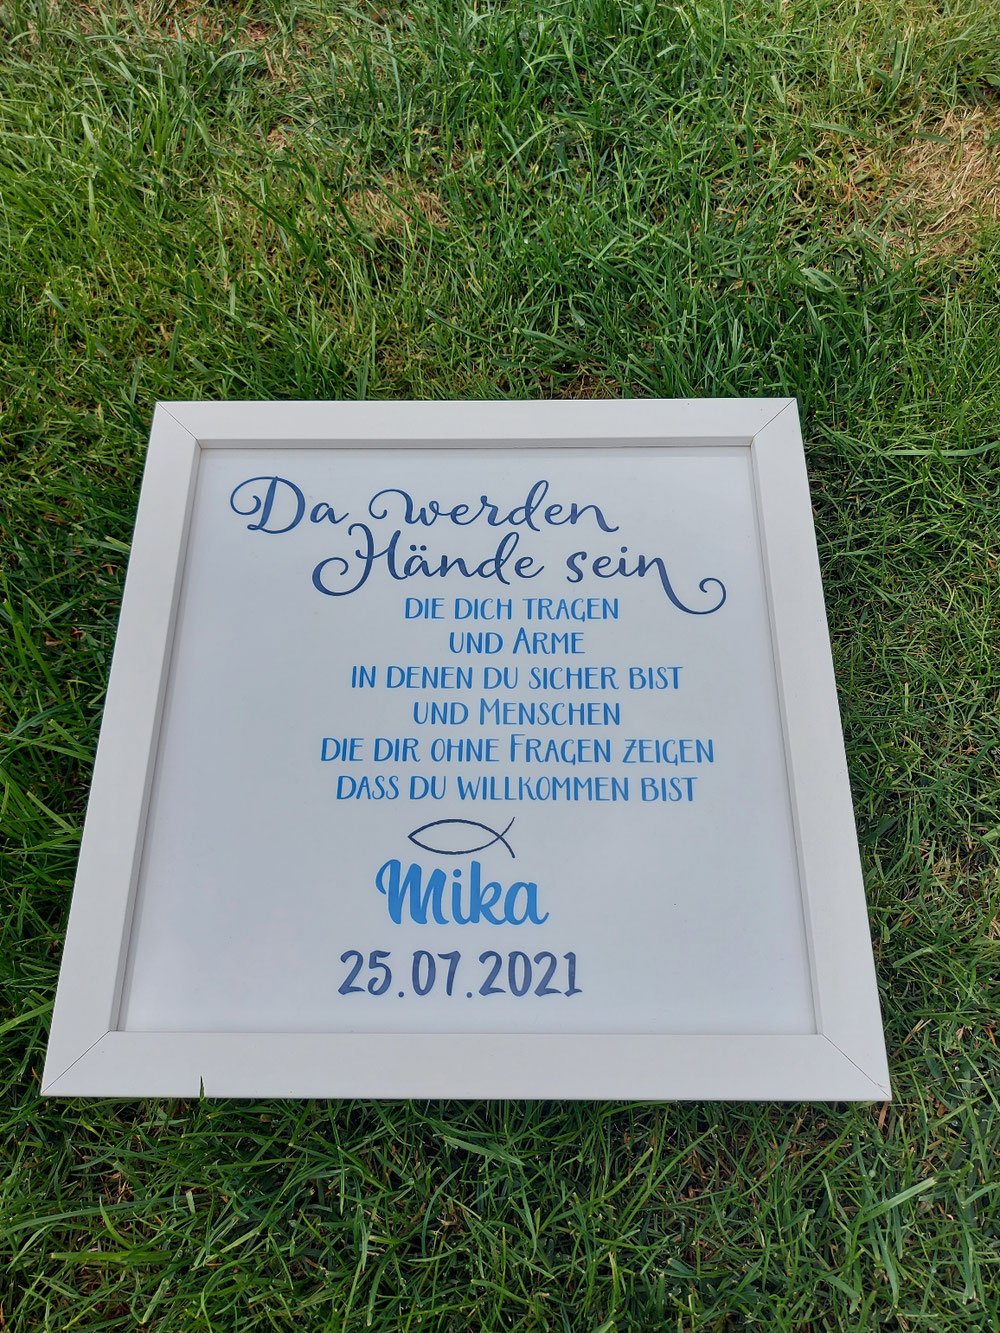 Da werden
Hände sein
DIE DICH TRAGEN
UND ARME
IN DENEN DU SICHER BIST
UND MENSCHEN
DIE DIR OHNE FRAGEN ZEIGEN
DASS DU WILLKOMMEN BIST
Mika
25.07.2021